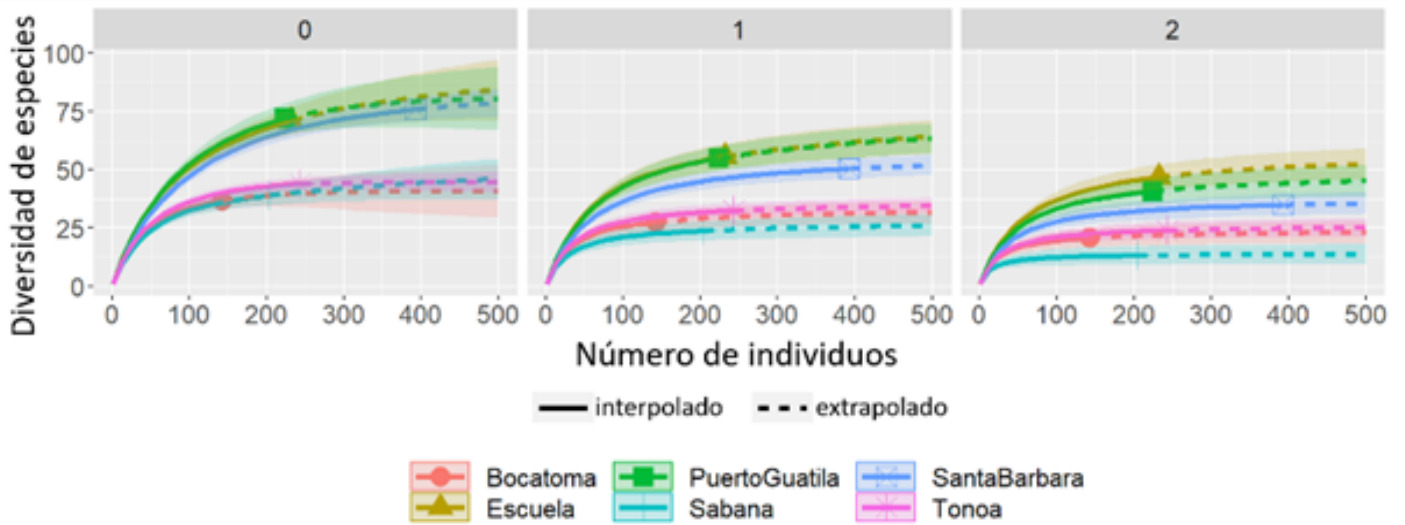 0 1 2
Diversidad de especies
100
75
50
25
0
0 100 200 300 400 500 0 100 200 300 400 500 0 100 200 300 400 500
Número de individuos
interpolado extrapolado
Bocatoma PuertoGuatila SantaBarbara
Escuela Sabana Tonoa